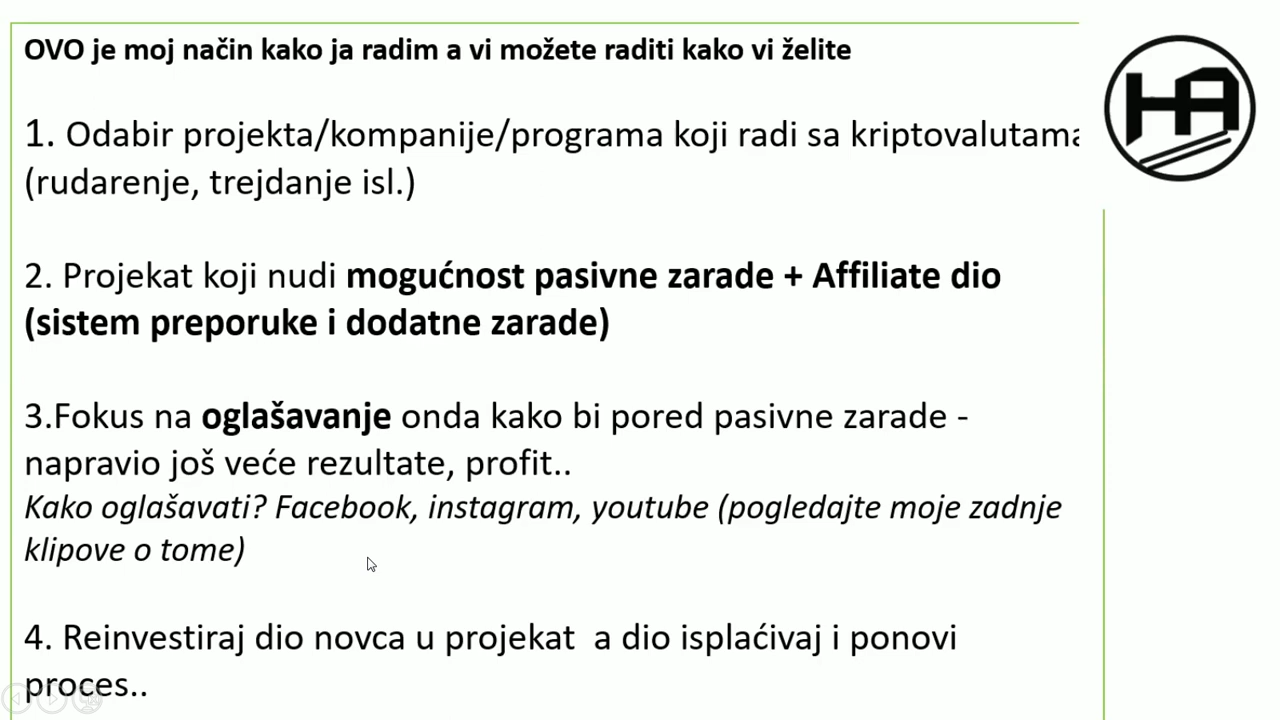 OVO je moj način kako ja radim a vi možete raditi kako vi želite
1. Odabir projekta/kompanije/programa koji radi sa kriptovalutama
(rudarenje, trejdanje isl.)
2. Projekat koji nudi mogućnost pasivne zarade + Affiliate dio
(sistem preporuke i dodatne zarade)
3.Fokus na oglašavanje onda kako bi pored pasivne zarade -
napravio još veće rezultate, profit..
Kako oglašavati? Facebook, instagram, youtube (pogledajte moje zadnje
klipove o tome)
4. Reinvestiraj dio novca u projekat  a dio isplaćivaj i ponovi
proces..
HA